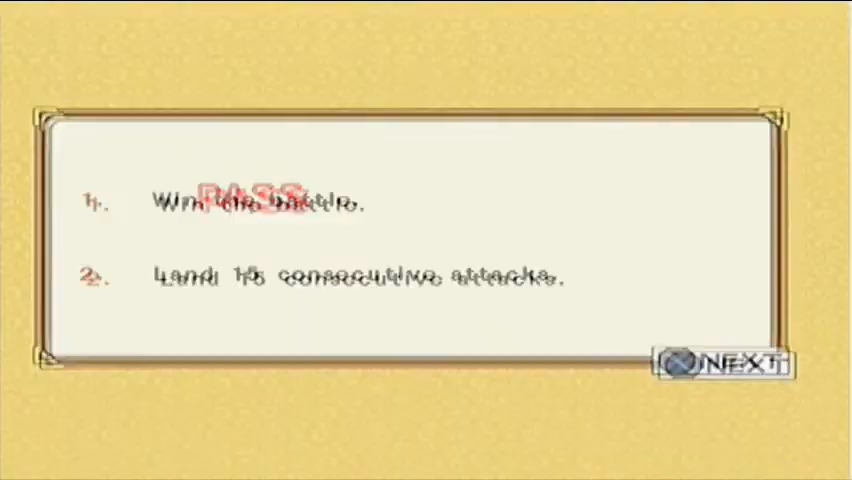 1. Win the battle.
PASS
2. Land 15 consecutive attacks.
NEXT